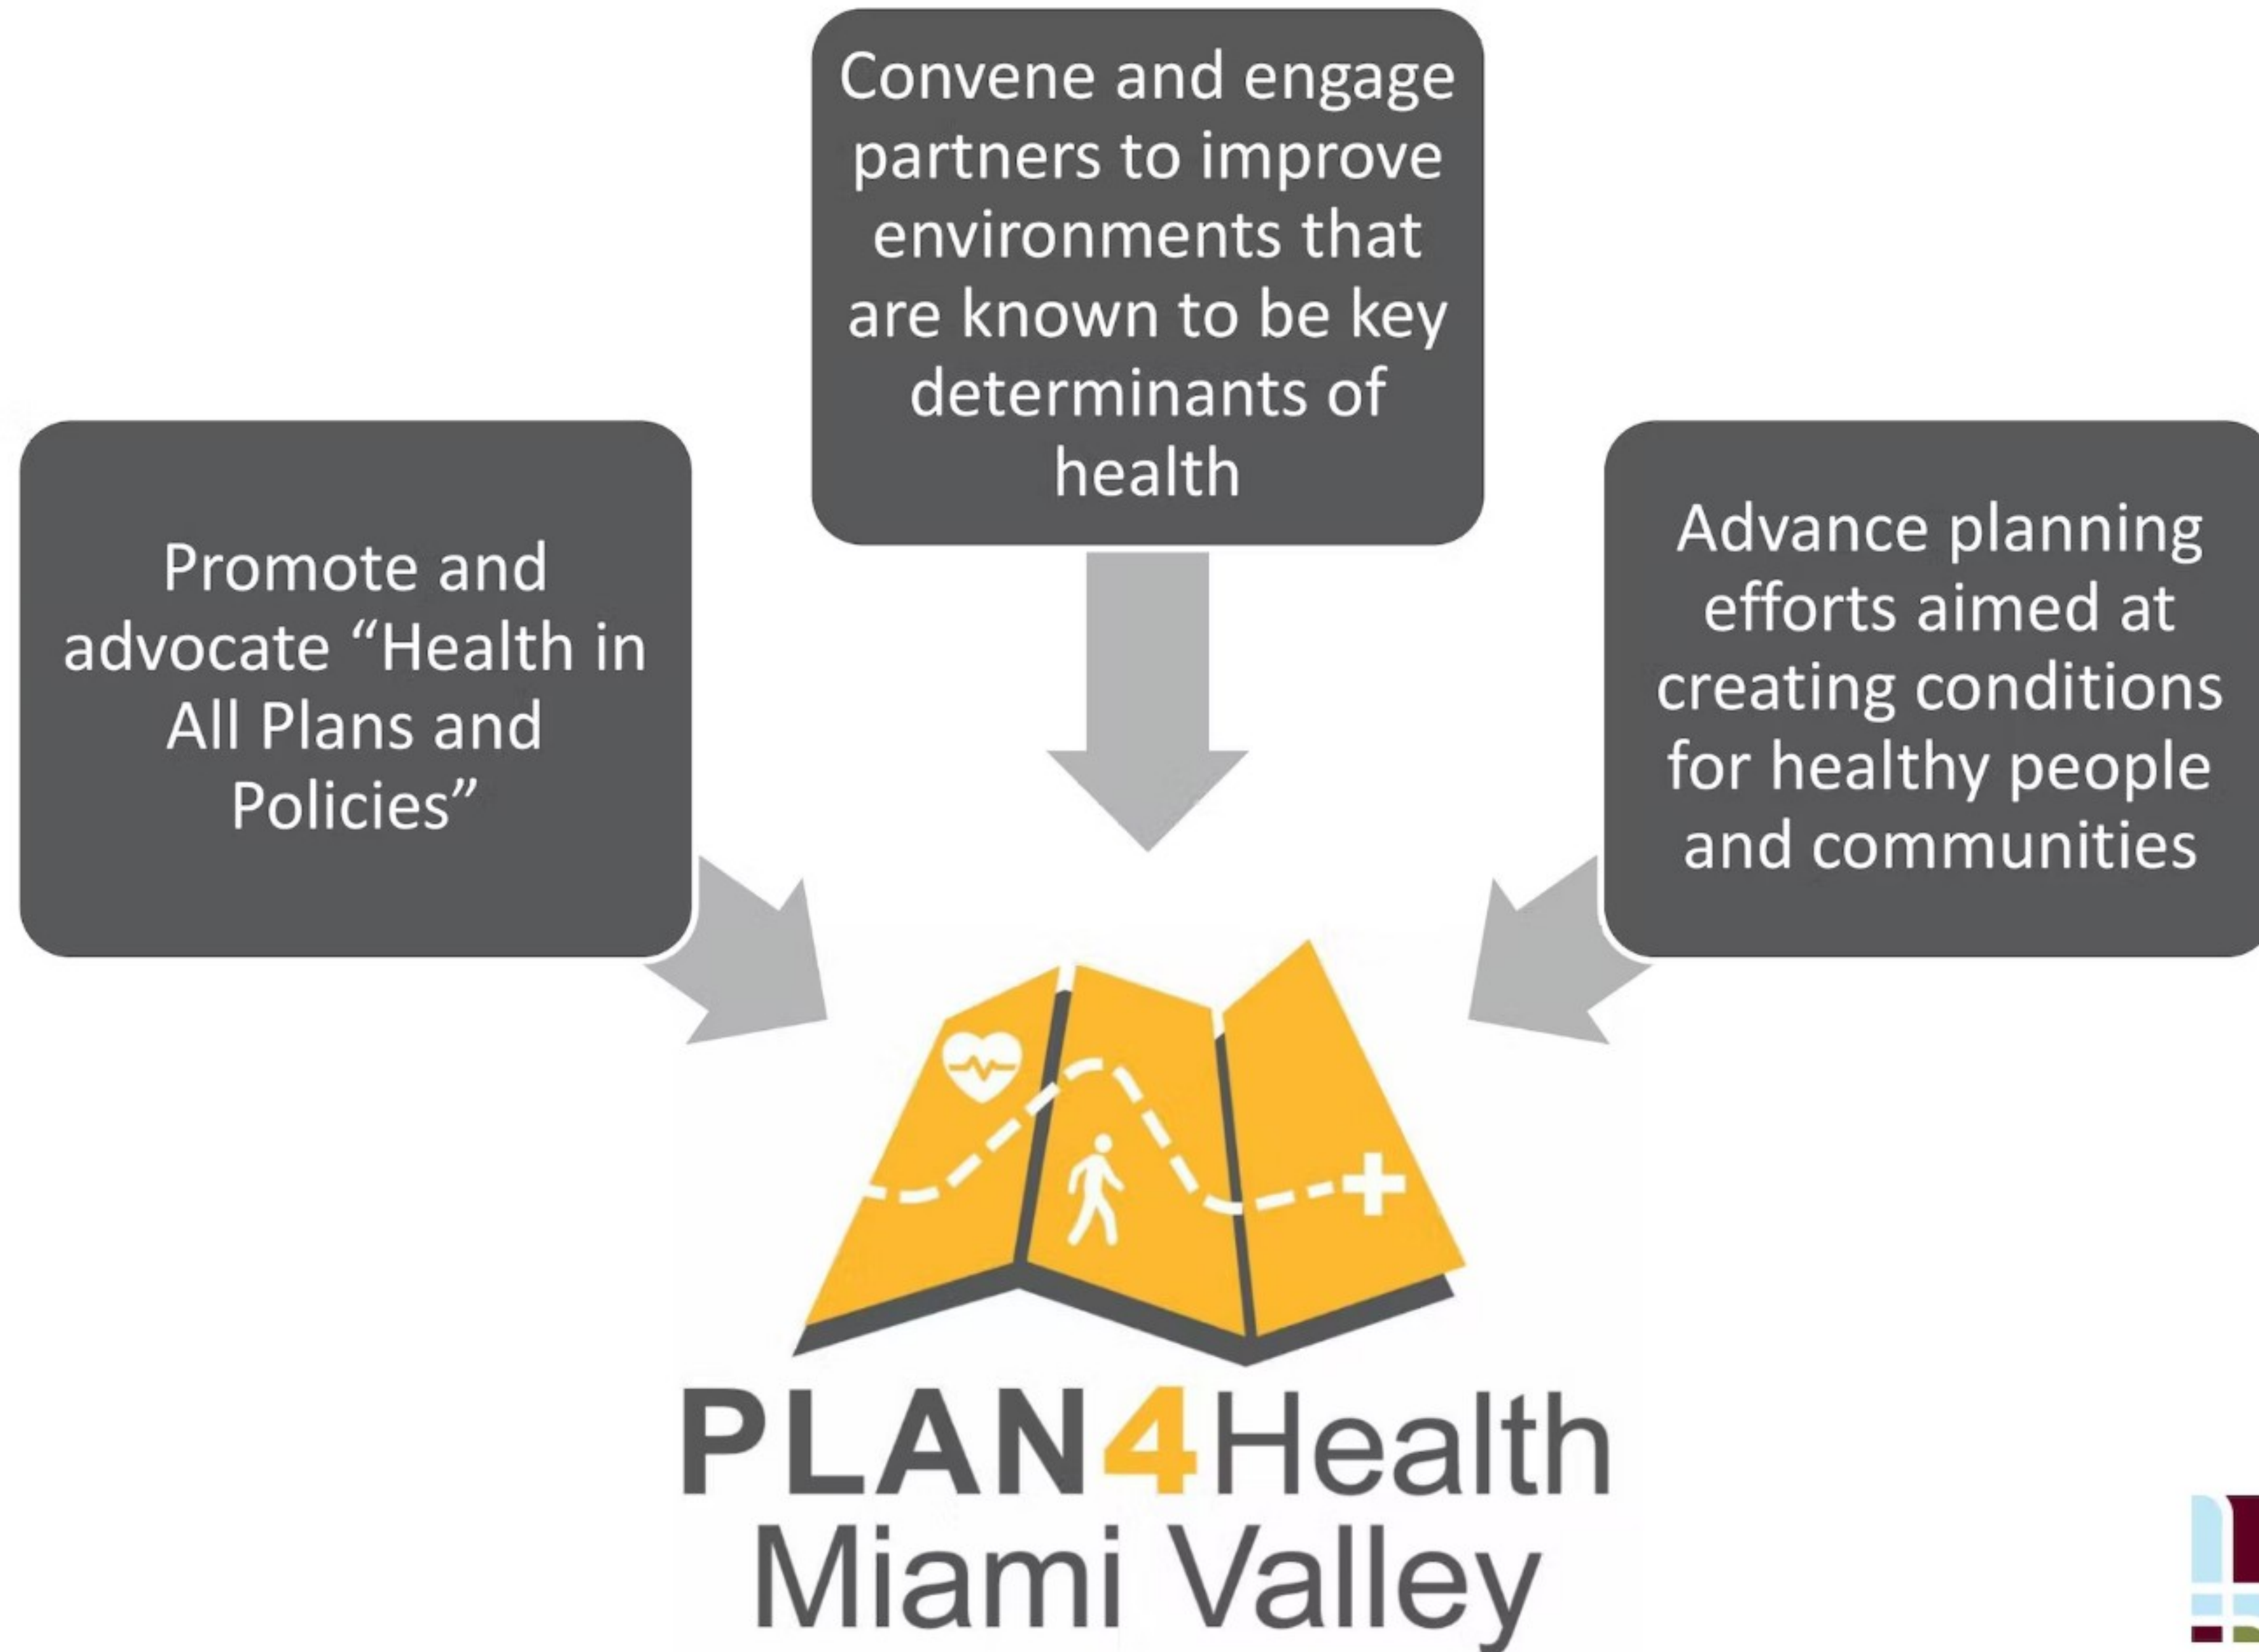 Convene and engage
partners to improve
environments that
are known to be key
determinants of
health
Promote and
advocate “Health in
All Plans and
Policies”
Advance planning
efforts aimed at
creating conditions
for healthy people
and communities
PLAN4Health
Miami Valley